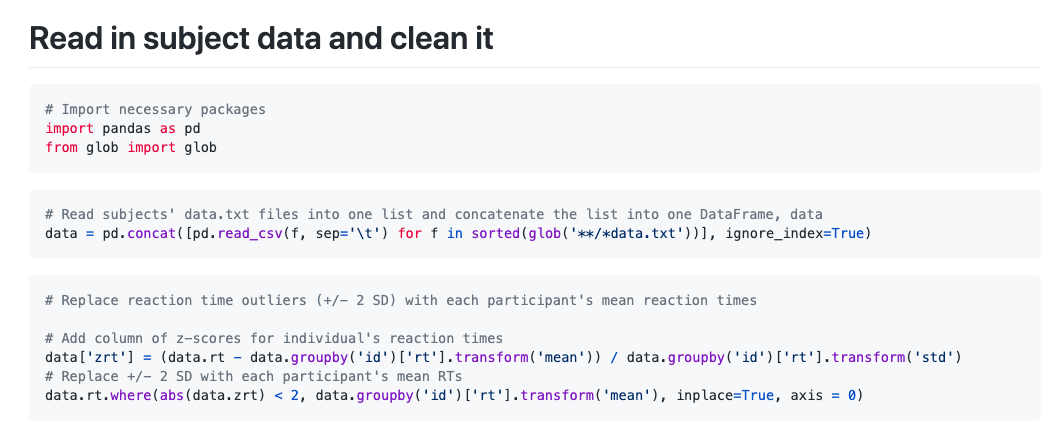 Read in subject data and clean it
# Import necessary packages
import pandas as pd
from glob import glob
# Read subjects' data.txt files into one list and concatenate the list into one DataFrame, data
data = pd.concat([pd.read_csv(f, sep='\t') for f in sorted(glob('**/*data.txt'))], ignore_index=True)
# Replace reaction time outliers (+/- 2 SD) with each participant's mean reaction times
# Add column of z-scores for individual's reaction times
data['zrt'] = (data.rt - data.groupby('id')['rt'].transform('mean')) / data.groupby('id')['rt'].transform('std')
# Replace +/- 2 SD with each participant's mean RTs
data.rt.where(abs(data.zrt) < 2, data.groupby('id')['rt'].transform('mean'), inplace=True, axis = 0)